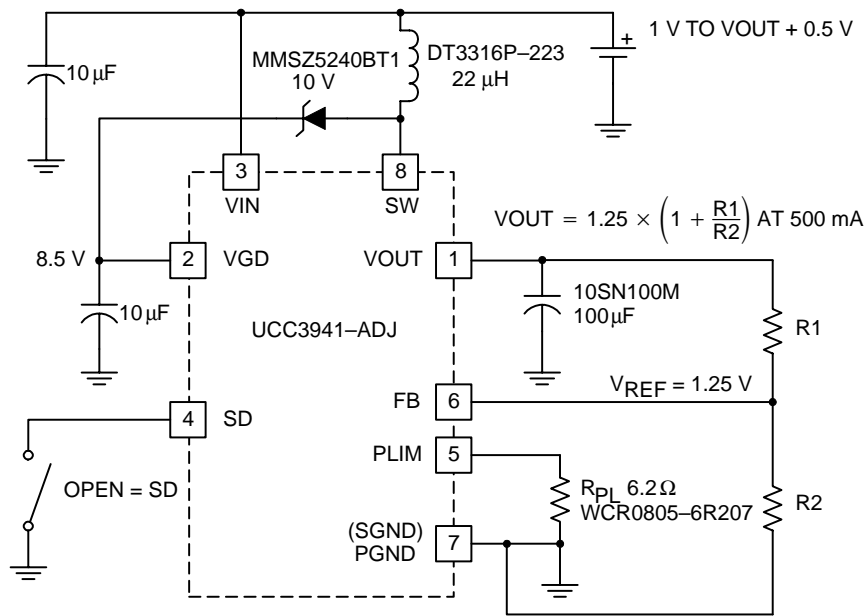 1 V TO VOUT + 0.5 V
+
10 µF
MMSZ5240BT1
10 V
DT3316P–223
22 µH
3
8
VIN
SW
VOUT = 1.25 × (1 + R1/R2) AT 500 mA
8.5 V
2
VGD
VOUT
1
10 µF
10SN100M
100µF
UCC3941–ADJ
R1
VREF = 1.25 V
4
SD
FB
6
PLIM
5
OPEN = SD
RPL 6.2 Ω
WCR0805–6R207
R2
(SGND)
PGND
7